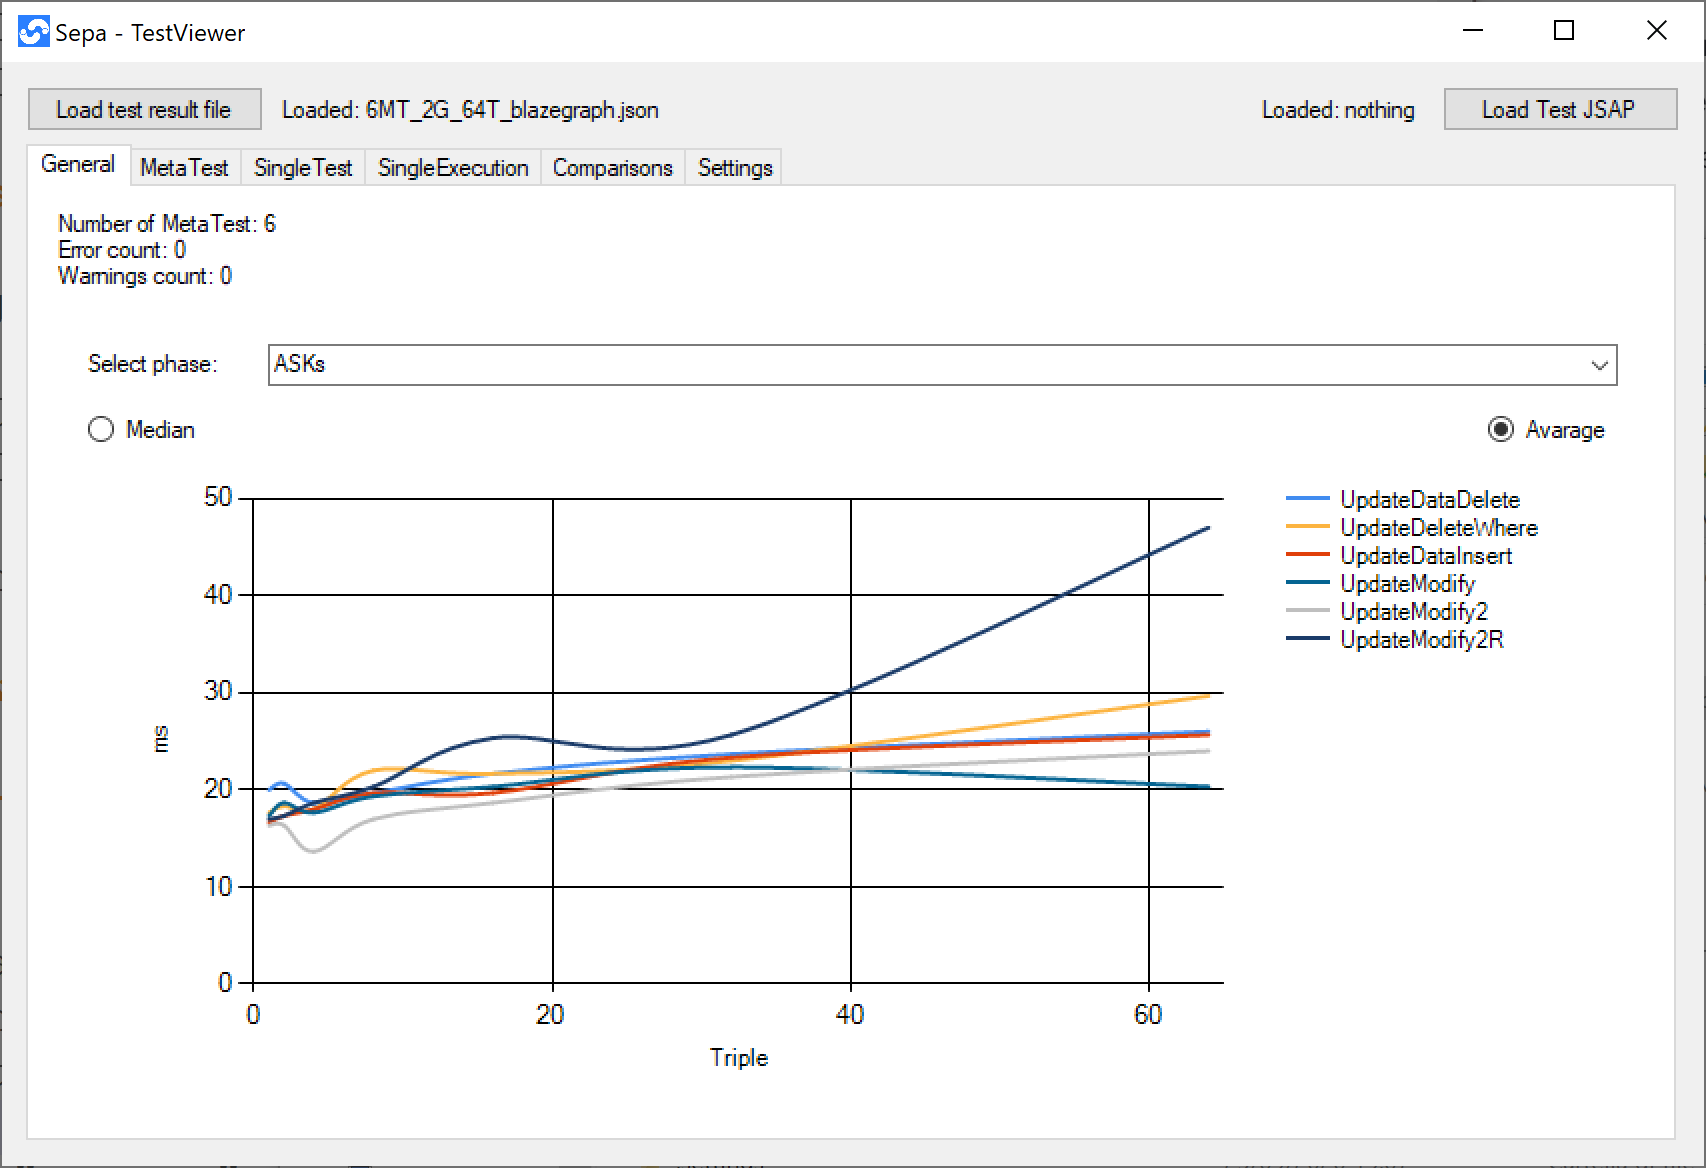 Sepa - TestViewer
Load test result file
Loaded: 6MT_2G_64T_blazegraph.json
Loaded: nothing
Load Test JSAP
General
MetaTest
SingleTest
SingleExecution
Comparisons
Settings
Number of MetaTest: 6
Error count: 0
Warnings count: 0
Select phase:
ASKs
Median
Avarage
50
40
30
20
10
0
ms
0
20
40
60
Triple
UpdateDataDelete
UpdateDeleteWhere
UpdateDataInsert
UpdateModify
UpdateModify2
UpdateModify2R